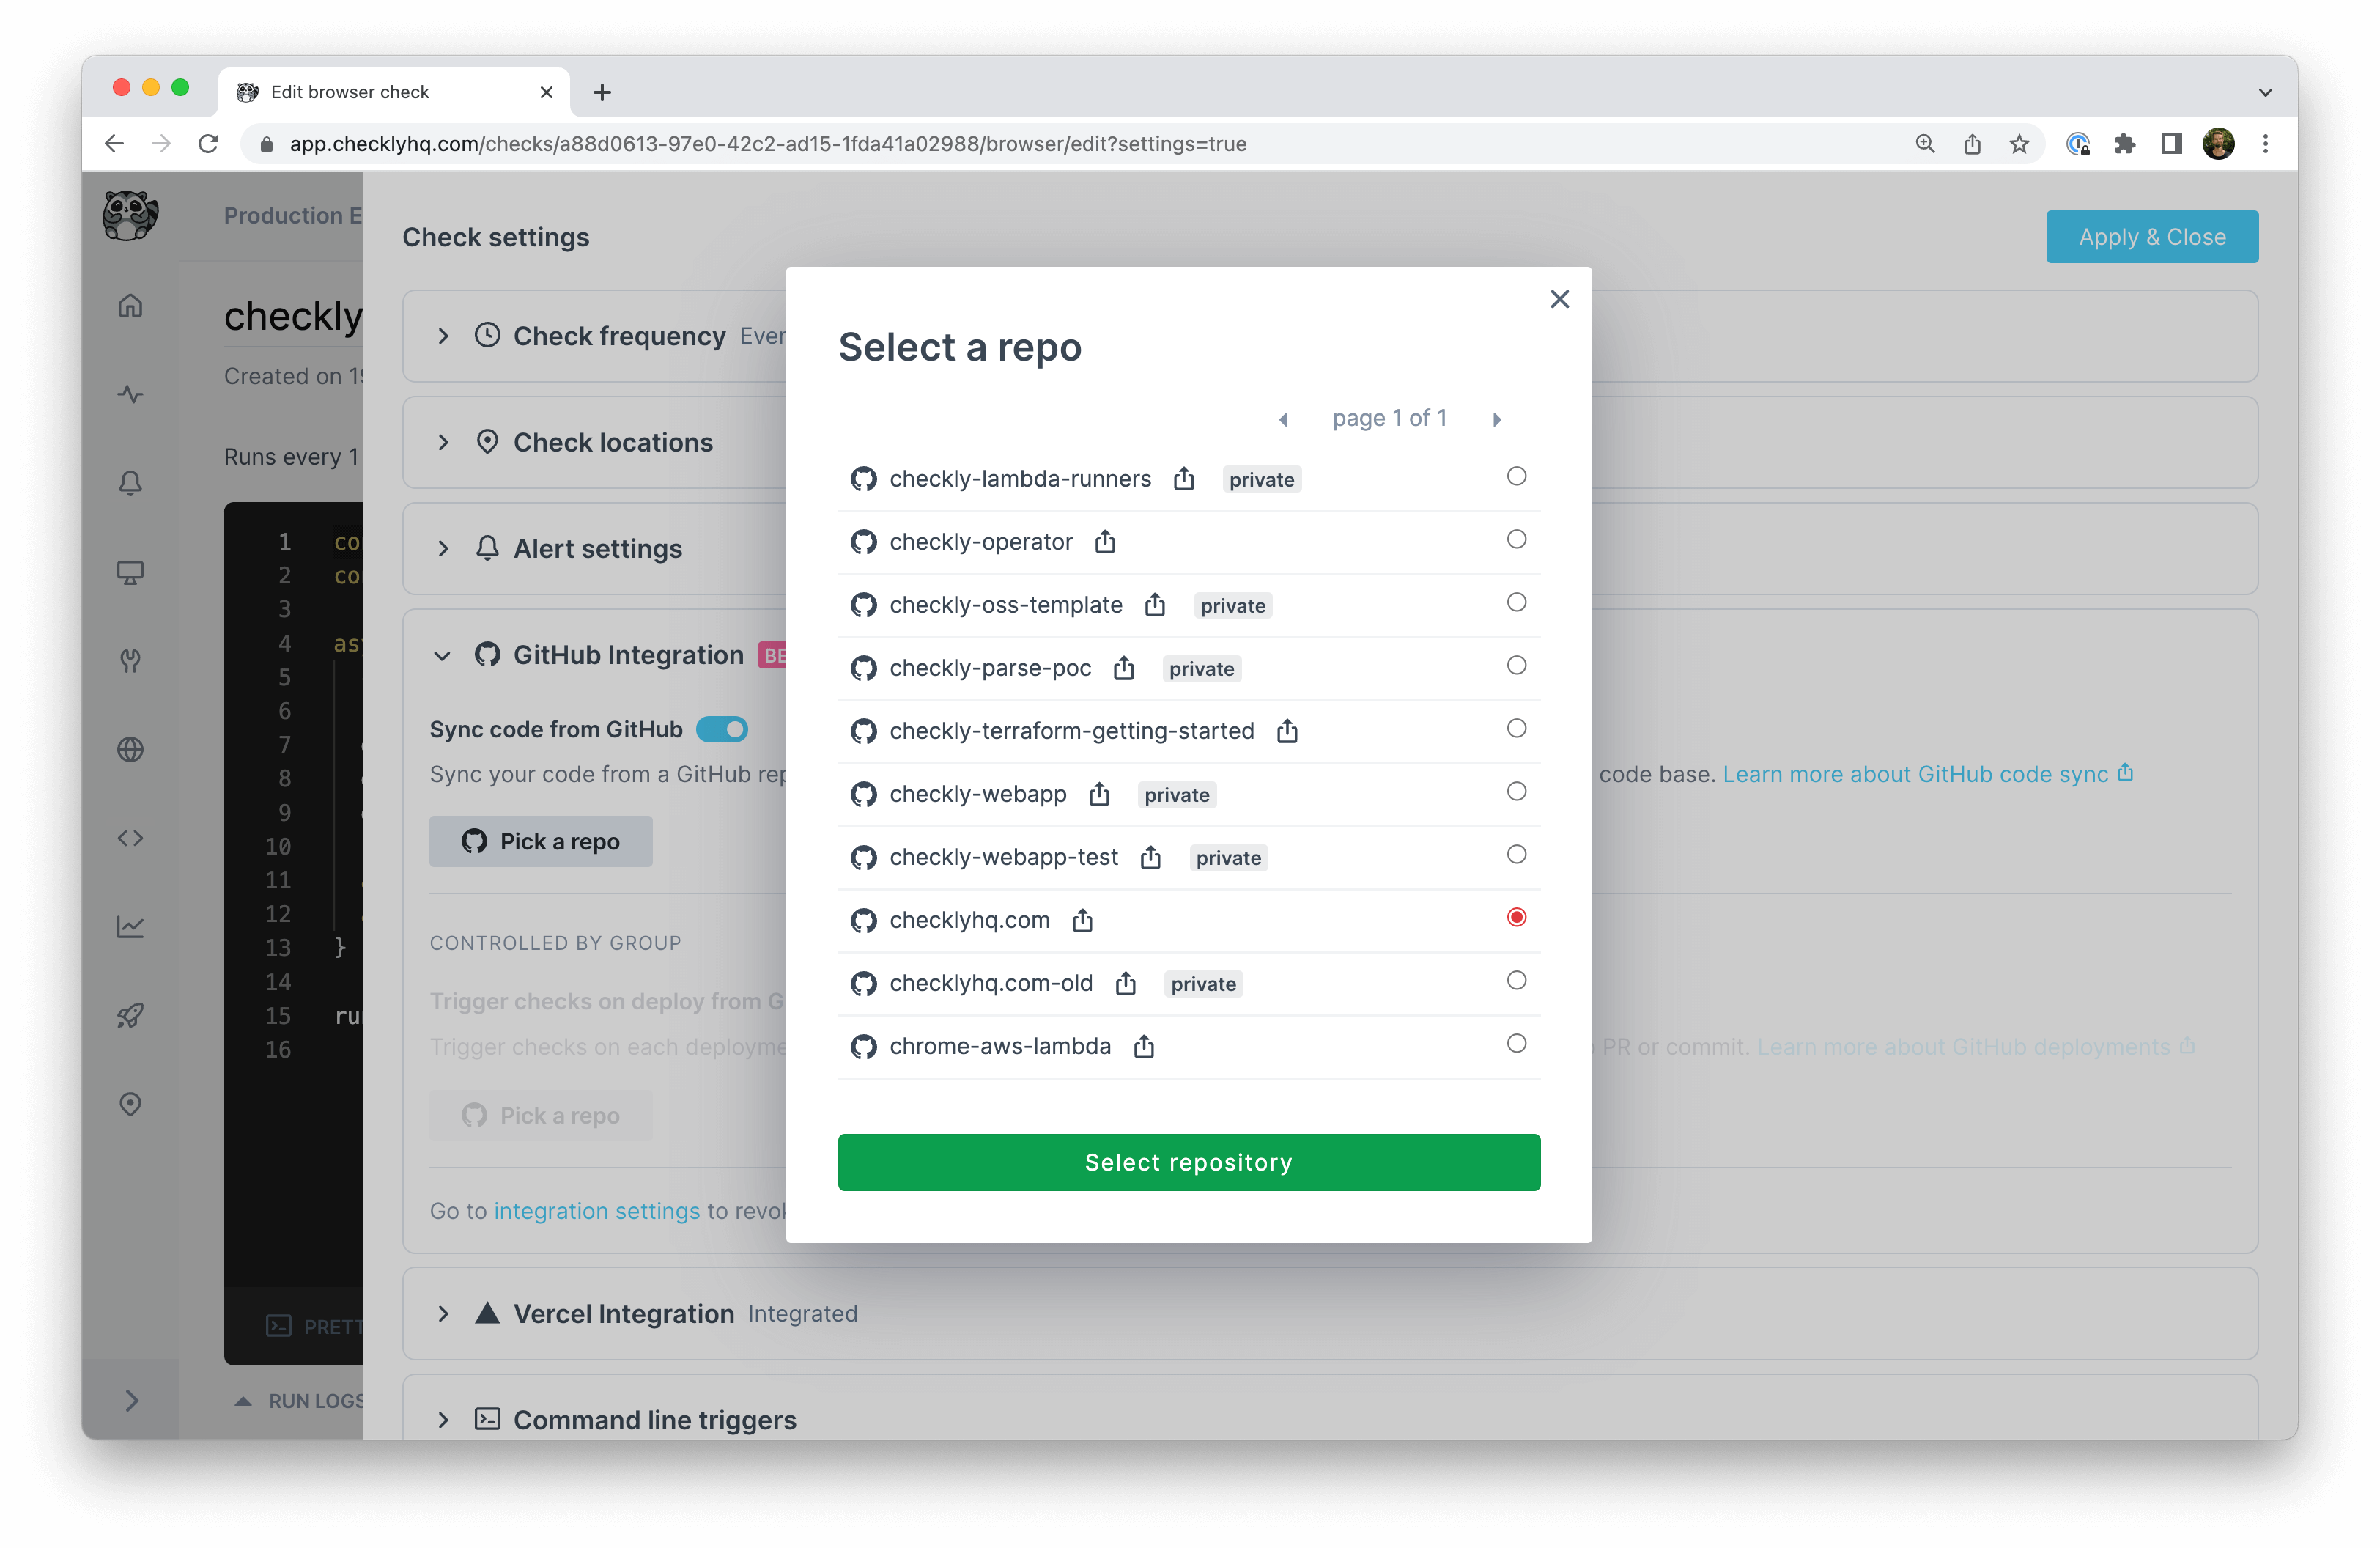 Edit browser check
app.checklyhq.com/checks/a88d0613-97e0-42c2-ad15-1fda41a02988/browser/edit?settings=true
Production E
checkly
Created on 19
Runs every 1
1 co
2 co
3
4 asy
5
6
7
8
9
10
11
12
13 }
14
15 ru
16
PRETT
RUN LOGS
Check settings
Apply & Close
Check frequency Ever
Check locations
Alert settings
GitHub Integration BE
Sync code from GitHub
Sync your code from a GitHub rep
code base. Learn more about GitHub code sync
Pick a repo
CONTROLLED BY GROUP
Trigger checks on deploy from G
Trigger checks on each deployme
PR or commit. Learn more about GitHub deployments
Pick a repo
Go to integration settings to revok
Vercel Integration Integrated
Command line triggers
Select a repo
page 1 of 1
checkly-lambda-runners private
checkly-operator
checkly-oss-template private
checkly-parse-poc private
checkly-terraform-getting-started
checkly-webapp private
checkly-webapp-test private
checklyhq.com
checklyhq.com-old private
chrome-aws-lambda
Select repository